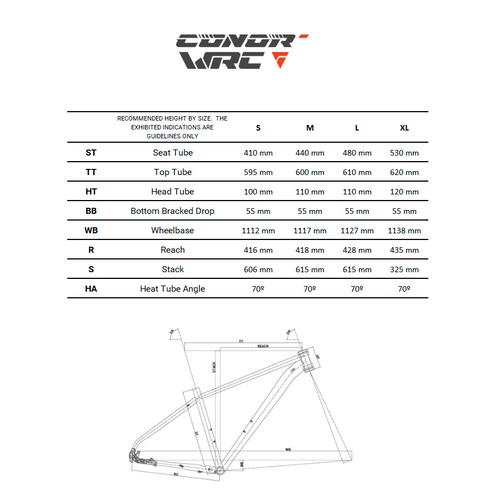 CONOR
WRC
RECOMMENDED HEIGHT BY SIZE. THE
EXHIBITED INDICATIONS ARE
GUIDELINES ONLY
S M L XL
ST Seat Tube 410 mm 440 mm 480 mm 530 mm
TT Top Tube 595 mm 600 mm 610 mm 620 mm
HT Head Tube 100 mm 110 mm 110 mm 120 mm
BB Bottom Bracked Drop 55 mm 55 mm 55 mm 55 mm
WB Wheelbase 1112 mm 1117 mm 1127 mm 1138 mm
R Reach 416 mm 418 mm 428 mm 435 mm
S Stack 606 mm 615 mm 615 mm 325 mm
HA Heat Tube Angle 70º 70º 70º 70º
TT
REACH
STACK
WB
BB